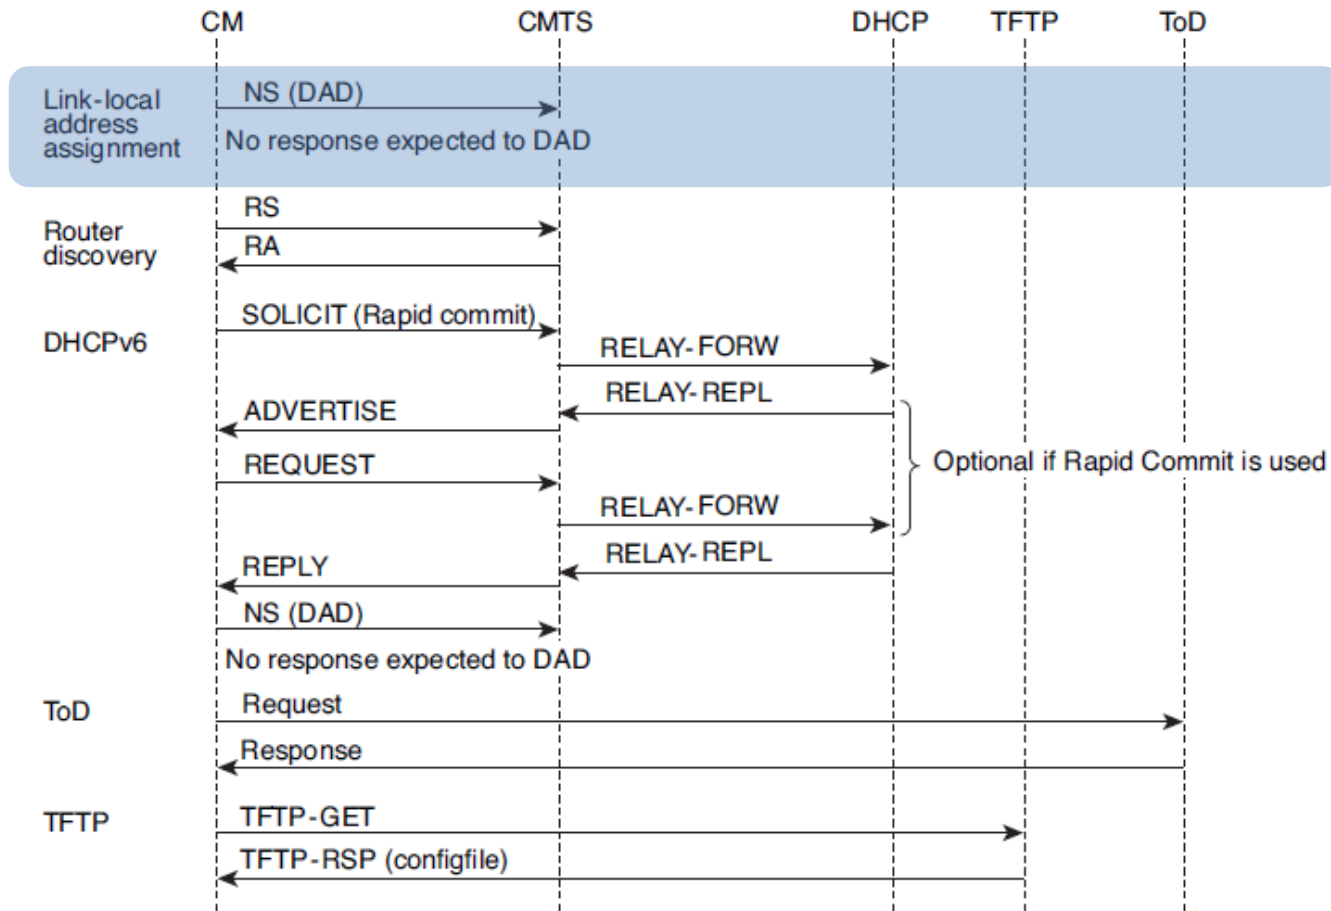 CM CMTS DHCP TFTP ToD
Link-local
address
assignment
NS (DAD)
No response expected to DAD
Router
discovery
RS
RA
DHCPv6
SOLICIT (Rapid commit)
RELAY-FORW
RELAY-REPL
ADVERTISE
REQUEST
Optional if Rapid Commit is used
RELAY-FORW
RELAY-REPL
REPLY
NS (DAD)
No response expected to DAD
ToD
Request
Response
TFTP
TFTP-GET
TFTP-RSP (configfile)